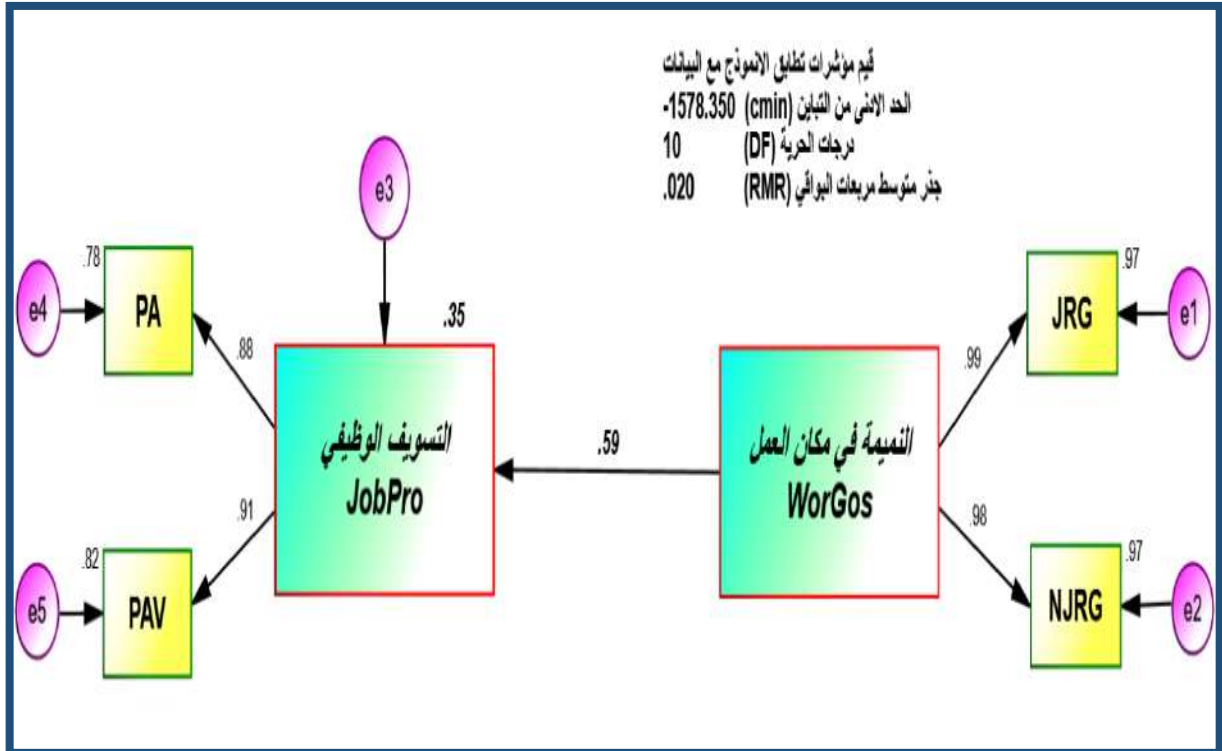 قيم مؤشرات تطابق الانموذج مع البيانات
الحد الادنى من التباين (cmin) -1578.350
درجات الحرية (DF) 10
جذر متوسط مربعات البواقي (RMR) .020
e3
.78
.97
e4
PA
JRG
e1
.35
.88
.99
التسويف الوظيفي
JobPro
.59
النميمة في مكان العمل
WorGos
.91
.98
.82
.97
e5
PAV
NJRG
e2